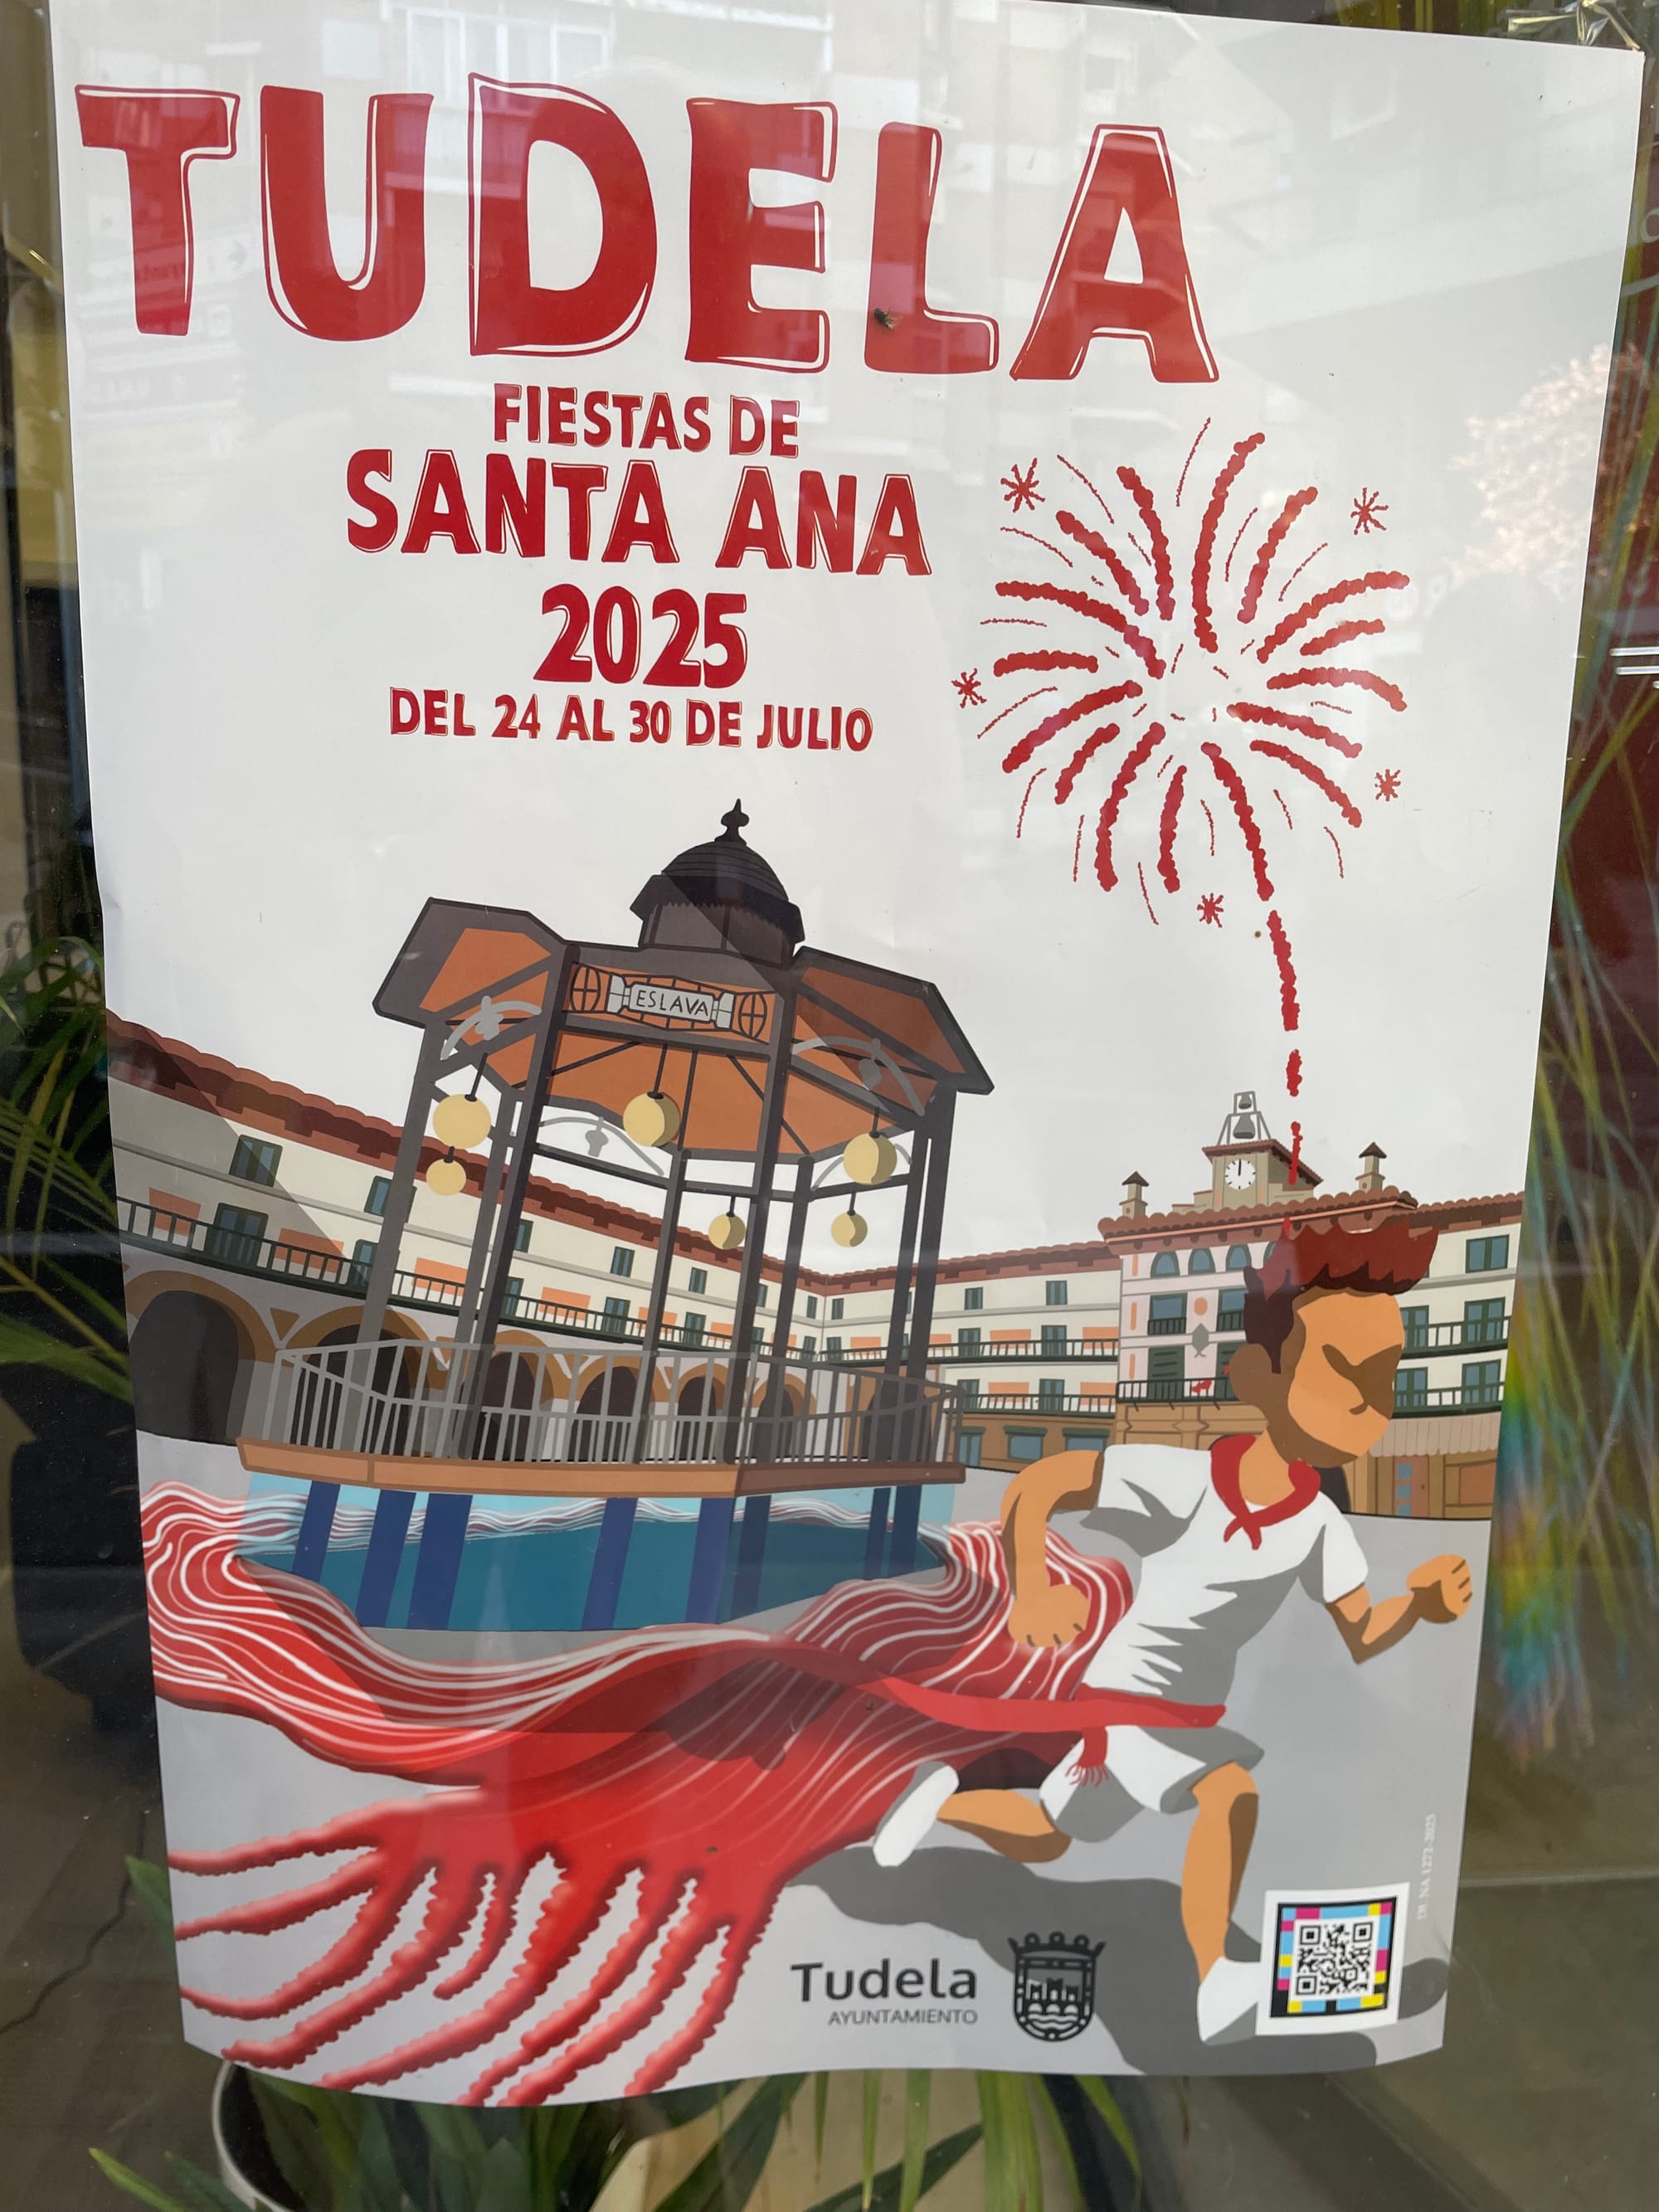 TUDELA
FIESTAS DE
SANTA ANA
2025
DEL 24 AL 30 DE JULIO
ESLAVA
Tudela
AYUNTAMIENTO